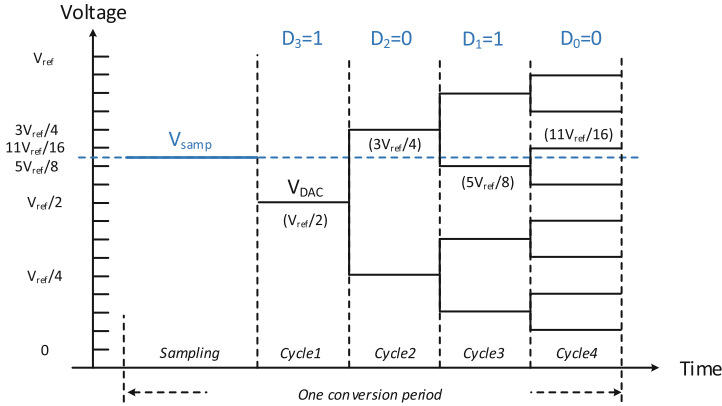 Voltage
D₃=1 D₂=0 D₁=1 D₀=0
Vref
3Vref/4
11Vref/16
5Vref/8
Vref/2
Vref/4
0
Vsamp
VDAC
(Vref/2)
(3Vref/4)
(5Vref/8)
(11Vref/16)
Sampling Cycle1 Cycle2 Cycle3 Cycle4
Time
One conversion period